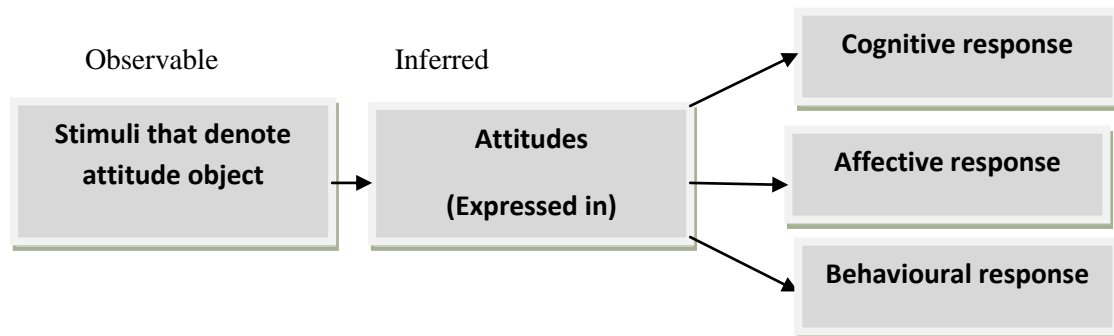 Observable
Inferred
Stimuli that denote
attitude object
Attitudes
(Expressed in)
Cognitive response
Affective response
Behavioural response